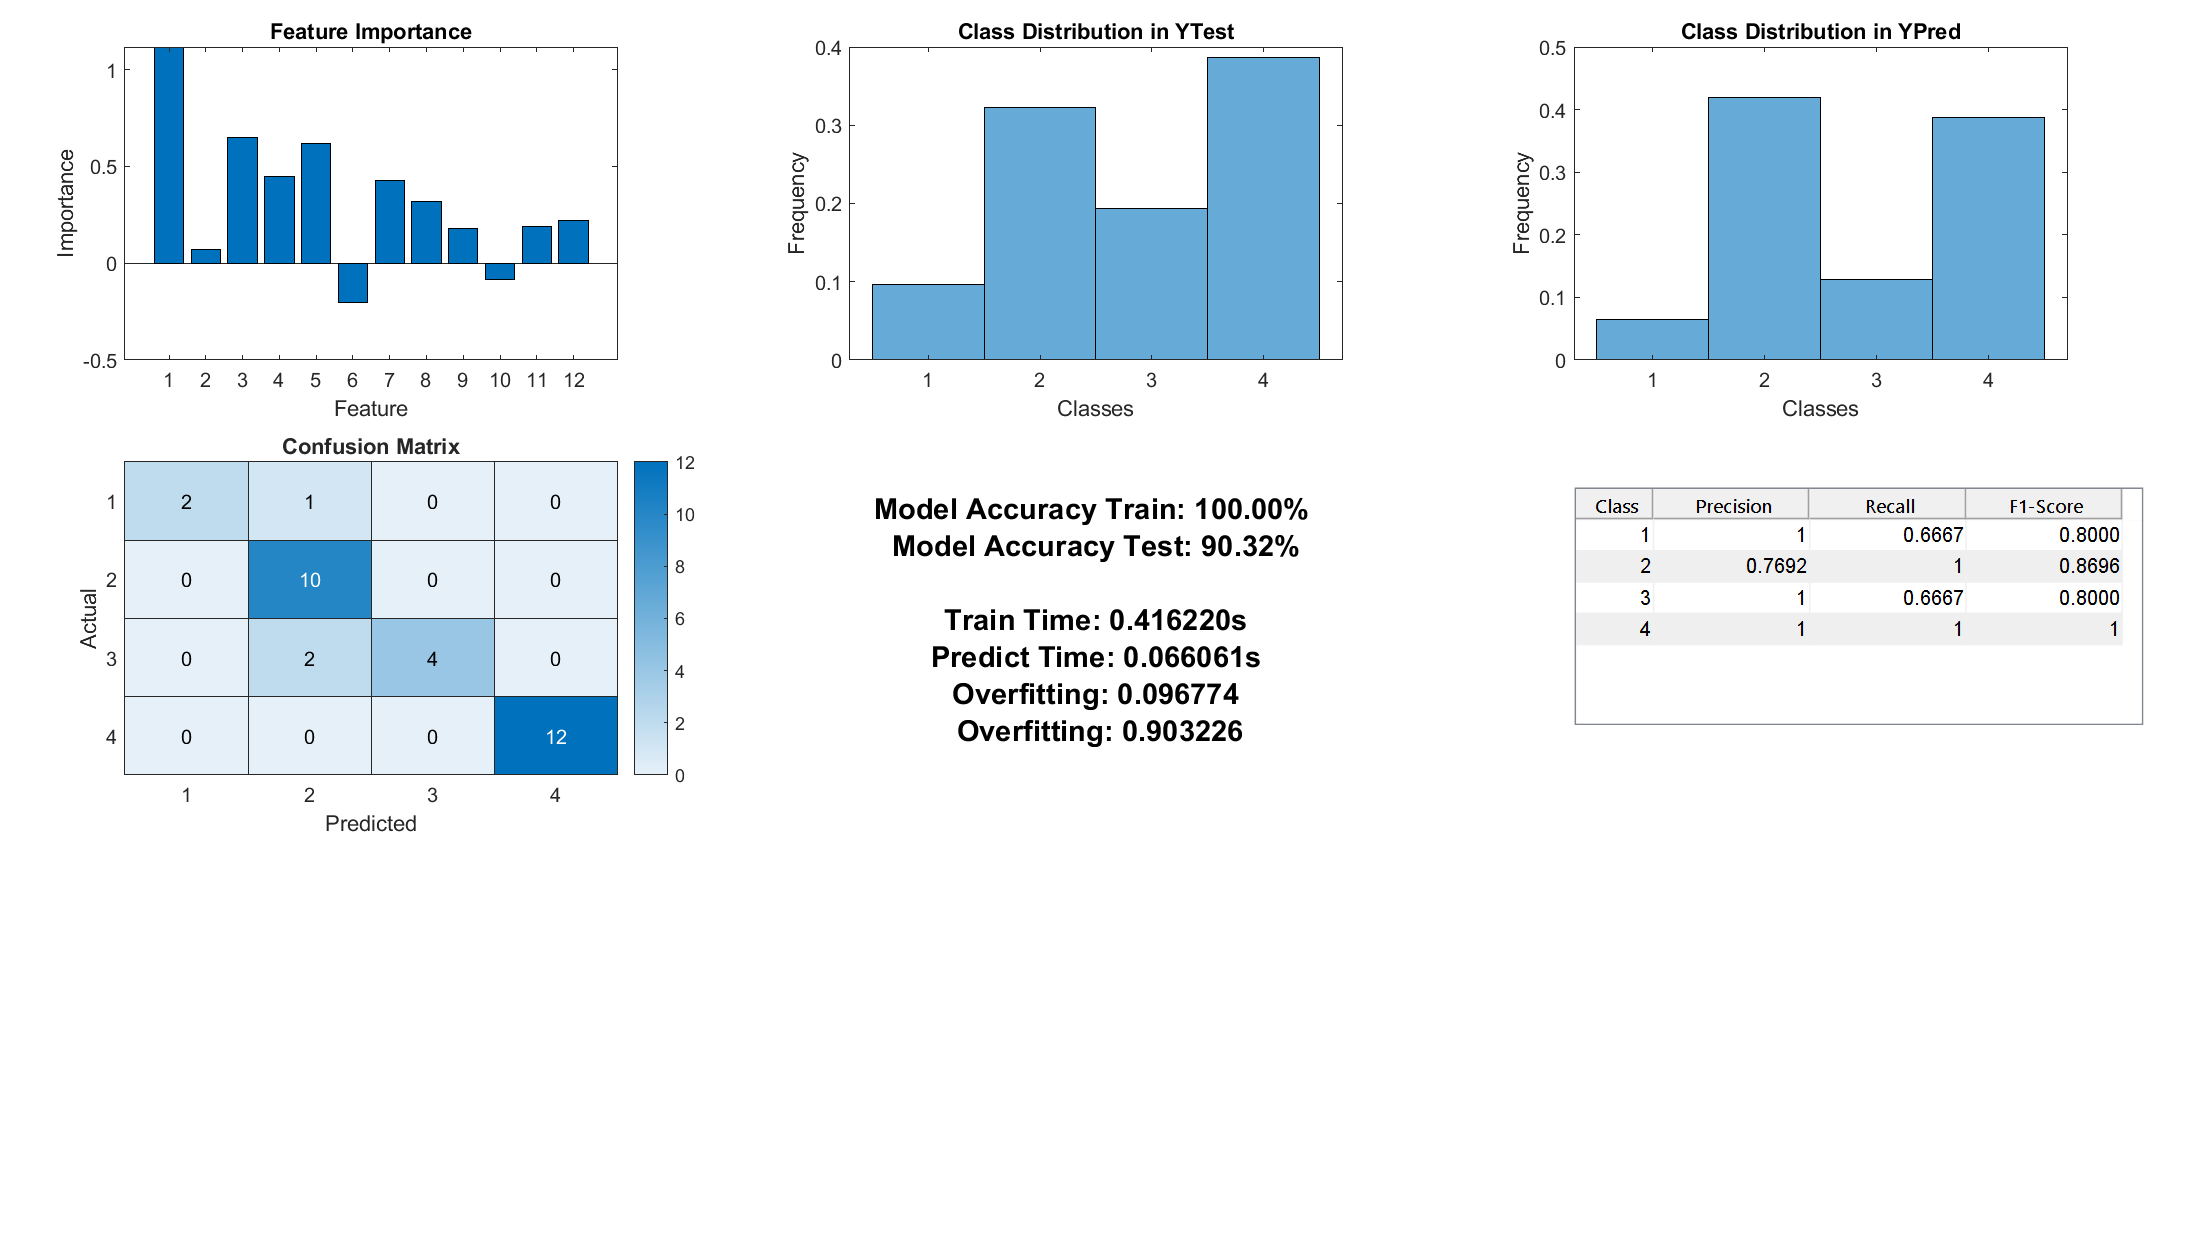 Feature Importance
1
0.5
0
-0.5
Importance
1 2 3 4 5 6 7 8 9 10 11 12
Feature
Class Distribution in YTest
0.4
0.3
0.2
0.1
0
Frequency
1 2 3 4
Classes
Class Distribution in YPred
0.5
0.4
0.3
0.2
0.1
0
Frequency
1 2 3 4
Classes
Confusion Matrix
Actual
1 2 1 0 0
2 0 10 0 0
3 0 2 4 0
4 0 0 0 12
1 2 3 4
Predicted
12
10
8
6
4
2
0
Model Accuracy Train: 100.00%
Model Accuracy Test: 90.32%
Train Time: 0.416220s
Predict Time: 0.066061s
Overfitting: 0.096774
Overfitting: 0.903226
Class Precision Recall F1-Score
1 1 0.6667 0.8000
2 0.7692 1 0.8696
3 1 0.6667 0.8000
4 1 1 1